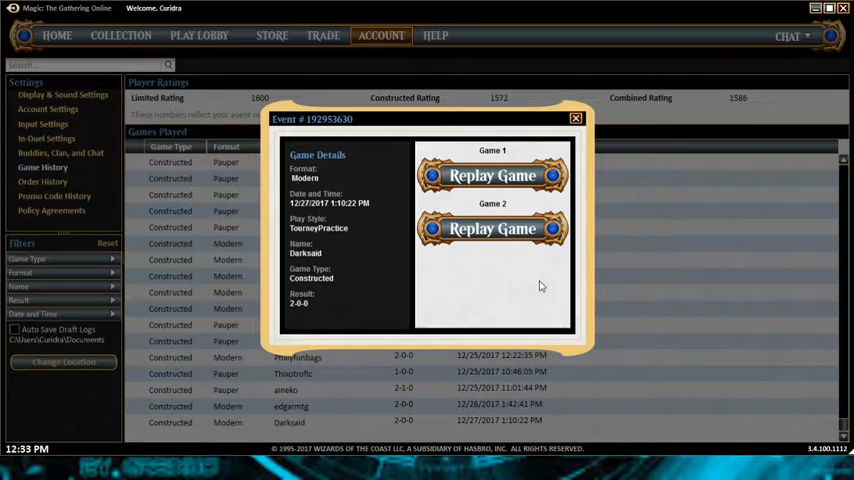 Magic: The Gathering Online Welcome, Curidra
HOME COLLECTION PLAY LOBBY STORE TRADE ACCOUNT HELP CHAT
Search...
Settings
Display & Sound Settings
Account Settings
Input Settings
In-Duel Settings
Buddies, Clan, and Chat
Game History
Order History
Promo Code History
Policy Agreements
Filters Reset
Game Type
Format
Name
Result
Date and Time
Auto Save Draft Logs
C:\Users\Curidra\Documents
Change Location
Player Ratings
Limited Rating 1600 Constructed Rating 1572 Combined Rating 1586
These numbers reflect your event re
Games Played
Game Type Format
Constructed Pauper
Constructed Pauper
Constructed Pauper
Constructed Pauper
Constructed Pauper
Constructed Modern
Constructed Modern
Constructed Modern
Constructed Modern
Constructed Pauper
Constructed Pauper
Constructed Pauper
Constructed Modern Phillyfunbags 2-0-0 12/25/2017 12:22:35 PM
Constructed Pauper Thixotrofic 1-0-0 12/25/2017 10:46:05 PM
Constructed Pauper aineko 2-1-0 12/25/2017 11:01:44 PM
Constructed Modern edgarmtg 2-0-0 12/26/2017 1:42:41 PM
Constructed Modern Darksaid 2-0-0 12/27/2017 1:10:22 PM
Event # 192953630
Game Details
Format:
Modern
Date and Time:
12/27/2017 1:10:22 PM
Play Style:
TourneyPractice
Name:
Darksaid
Game Type:
Constructed
Result:
2-0-0
Game 1
Replay Game
Game 2
Replay Game
12:33 PM © 1995-2017 WIZARDS OF THE COAST LLC, A SUBSIDIARY OF HASBRO, INC. ALL RIGHTS RESERVED. 3.4.100.1112